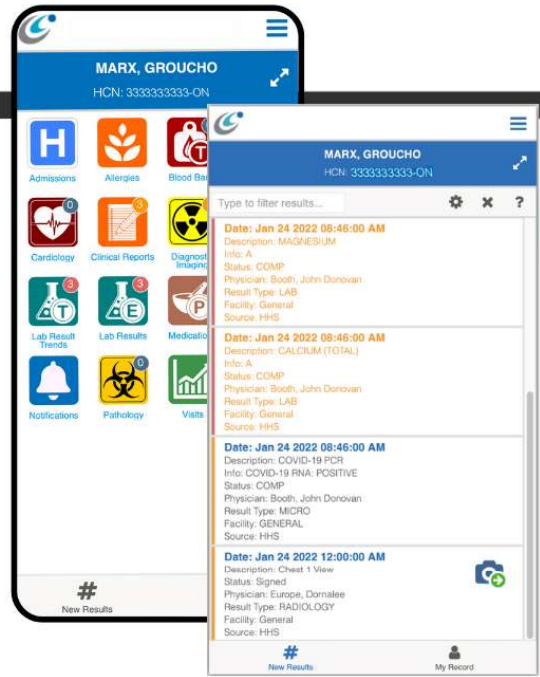 MARX, GROUCHO
HCN: 3333333333-ON
Admissions
Allergies
Blood
0
3
Cardiology
Clinical Reports
Diagnostic
Imaging
3
3
Lab Result
Trends
Lab Results
0
Notifications
Pathology
Visits
#
New Results
MARX, GROUCHO
HCN: 3333333333-ON
Type to filter results...
?
Date: Jan 24 2022 08:46:00 AM
Description: MAGNESIUM
Info: A
Status: COMP
Physician: Booth, John Donovan
Result Type: LAB
Facility: General
Source: HHS
Date: Jan 24 2022 08:46:00 AM
Description: CALCIUM (TOTAL)
Info: A
Status: COMP
Physician: Booth, John Donovan
Result Type: LAB
Facility: General
Source: HHS
Date: Jan 24 2022 08:46:00 AM
Description: COVID-19 PCR
Info: COVID-19 RNA: POSITIVE
Status: COMP
Physician: Booth, John Donovan
Result Type: MICRO
Facility: GENERAL
Source: HHS
Date: Jan 24 2022 12:00:00 AM
Description: Chest 1 View
Status: Signed
Physician: Europe, Dornalee
Result Type: RADIOLOGY
Facility: General
Source: HHS
#
New Results
My Record